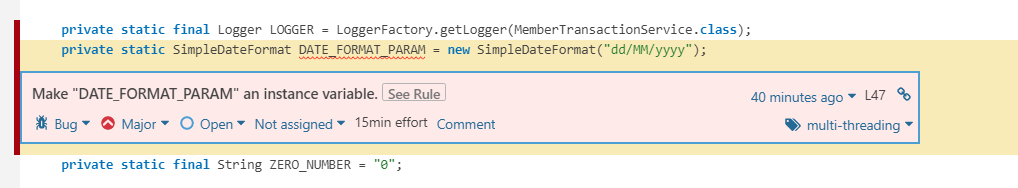 private static final Logger LOGGER = LoggerFactory.getLogger(MemberTransactionService.class);
private static SimpleDateFormat DATE_FORMAT_PARAM = new SimpleDateFormat("dd/MM/yyyy");
Make "DATE_FORMAT_PARAM" an instance variable. See Rule 40 minutes ago L47
Bug Major Open Not assigned 15min effort Comment multi-threading
private static final String ZERO_NUMBER = "0";